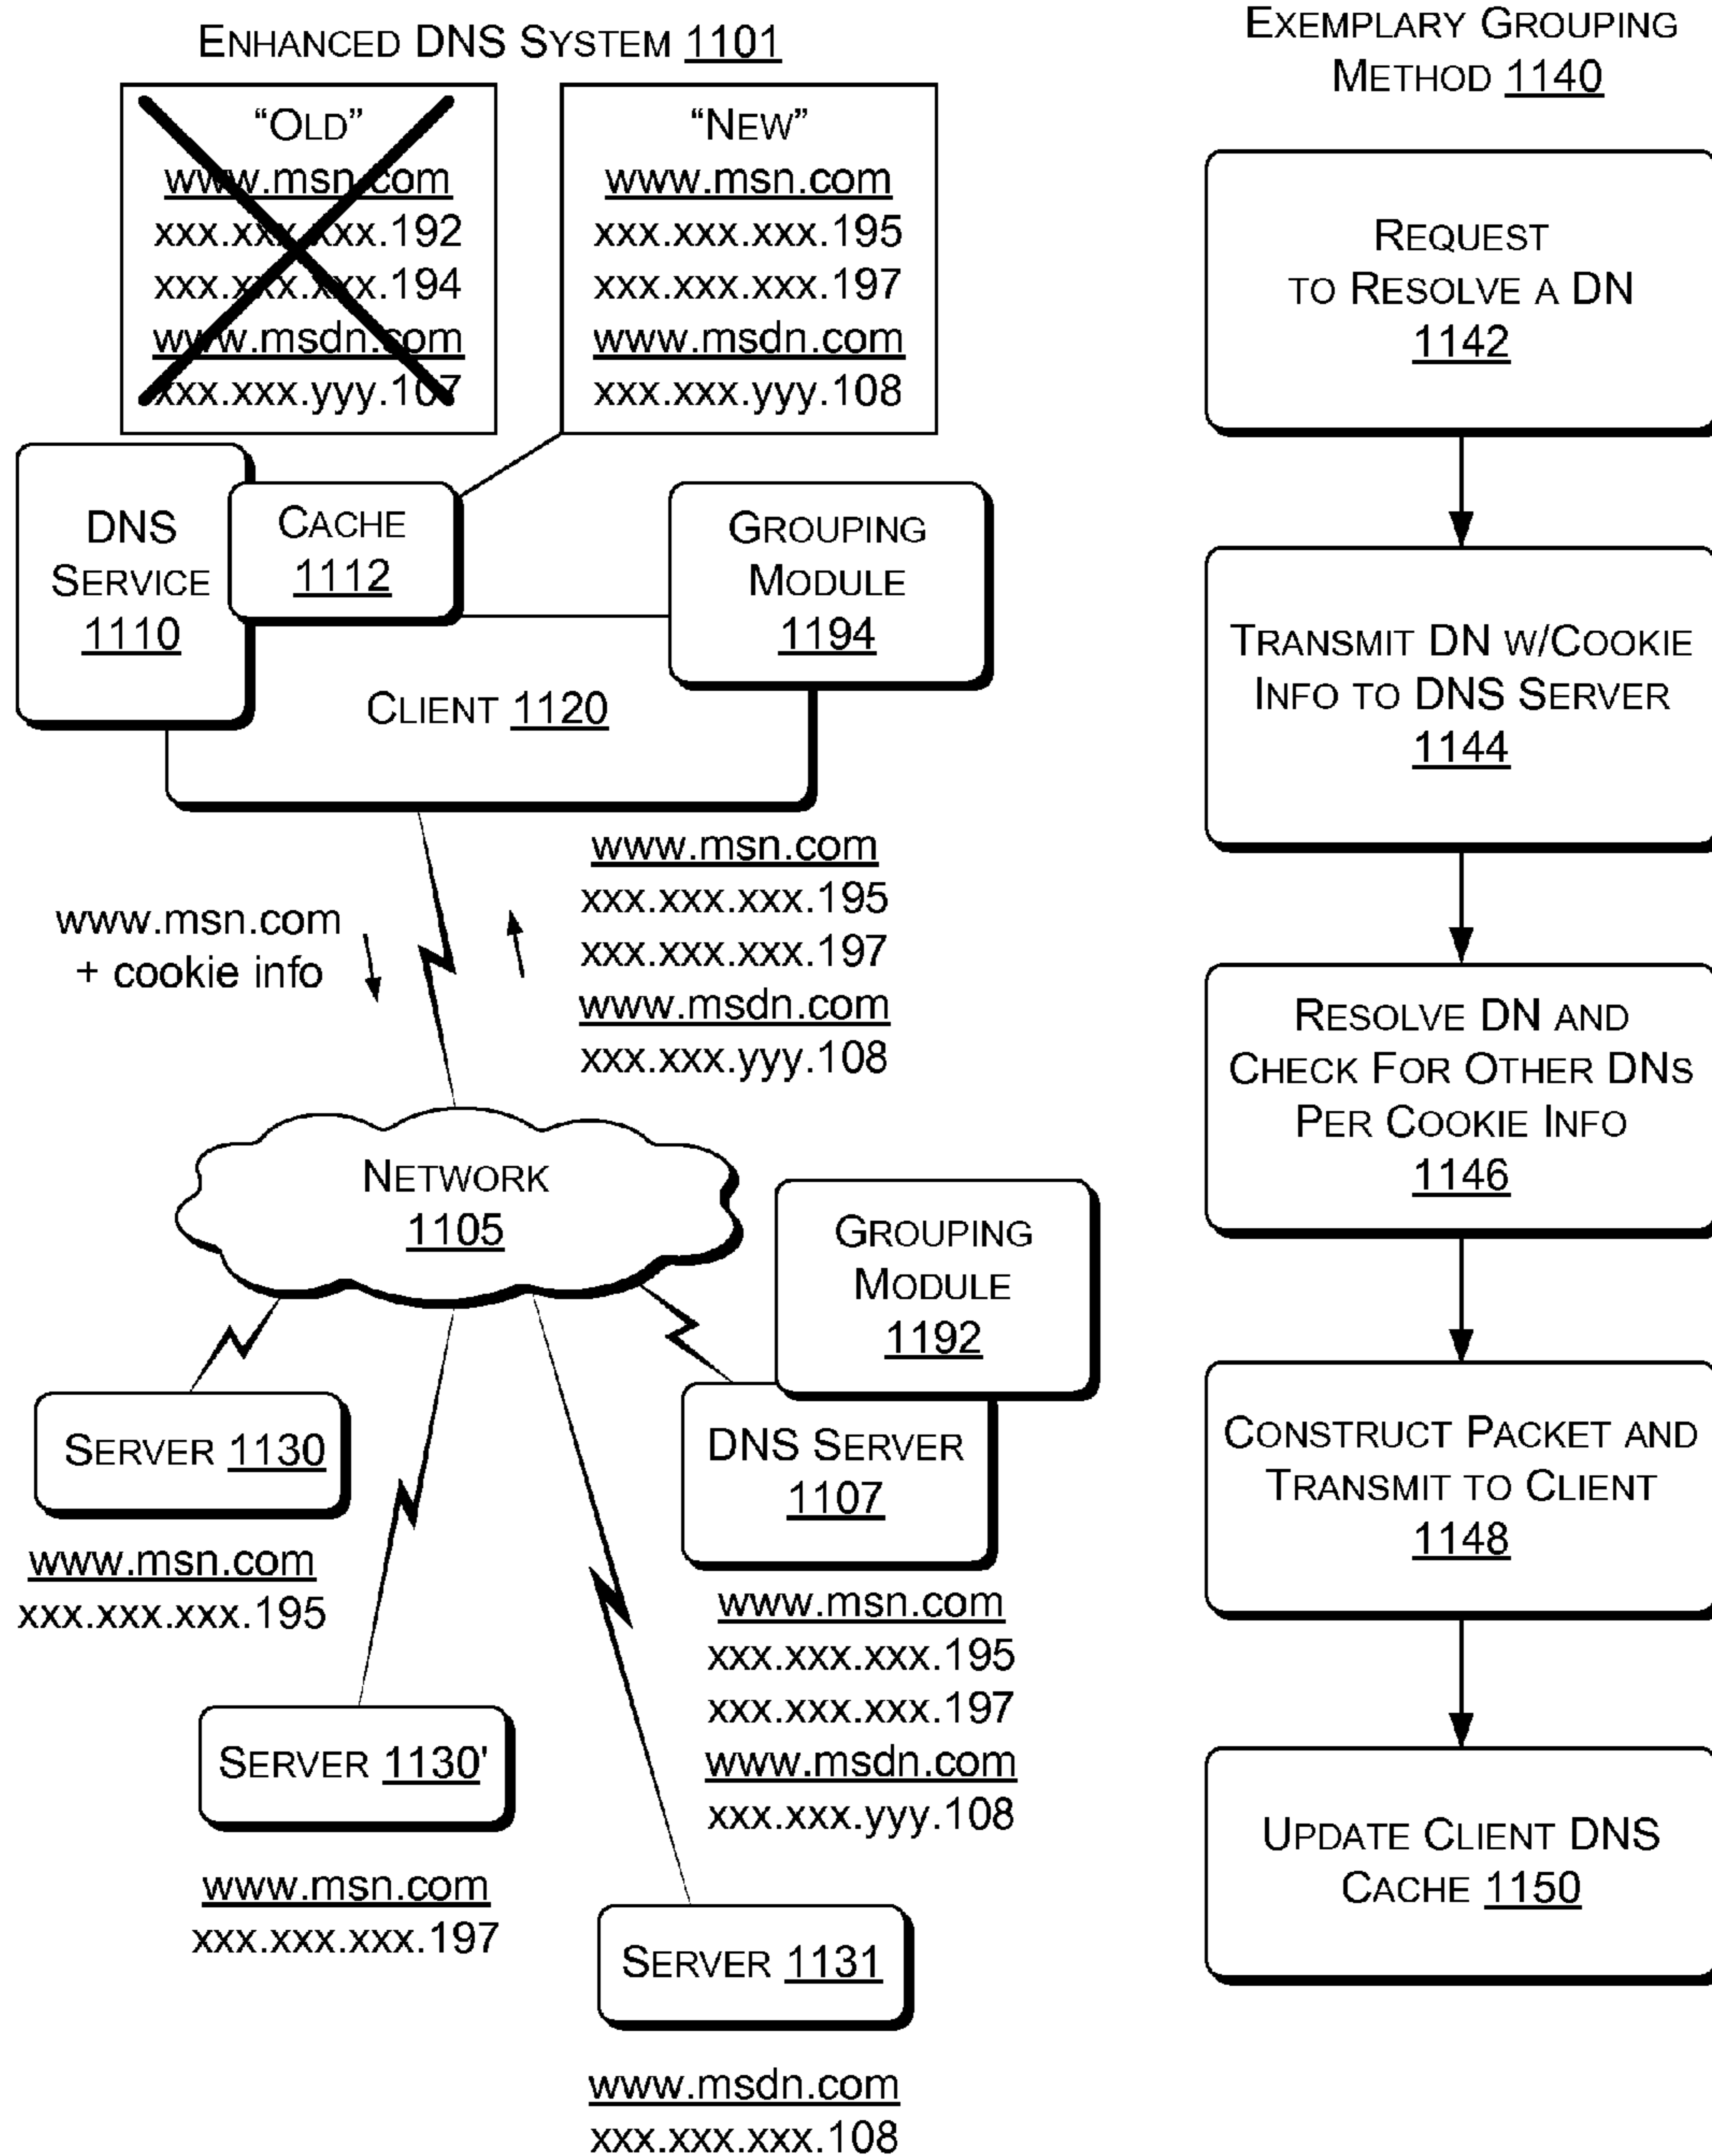 ENHANCED DNS SYSTEM 1101
"OLD"
www.msn.com
xxx.xxx.xxx.192
xxx.xxx.xxx.194
www.msdn.com
xxx.xxx.yyy.107
"NEW"
www.msn.com
xxx.xxx.xxx.195
xxx.xxx.xxx.197
www.msdn.com
xxx.xxx.yyy.108
DNS
SERVICE
1110
CACHE
1112
GROUPING
MODULE
1194
CLIENT 1120
www.msn.com
+ cookie info
www.msn.com
xxx.xxx.xxx.195
xxx.xxx.xxx.197
www.msdn.com
xxx.xxx.yyy.108
NETWORK
1105
GROUPING
MODULE
1192
DNS SERVER
1107
www.msn.com
xxx.xxx.xxx.195
xxx.xxx.xxx.197
www.msdn.com
xxx.xxx.yyy.108
SERVER 1130
www.msn.com
xxx.xxx.xxx.195
SERVER 1130'
www.msn.com
xxx.xxx.xxx.197
SERVER 1131
www.msdn.com
xxx.xxx.xxx.108
EXEMPLARY GROUPING
METHOD 1140
REQUEST
TO RESOLVE A DN
1142
TRANSMIT DN W/COOKIE
INFO TO DNS SERVER
1144
RESOLVE DN AND
CHECK FOR OTHER DNS
PER COOKIE INFO
1146
CONSTRUCT PACKET AND
TRANSMIT TO CLIENT
1148
UPDATE CLIENT DNS
CACHE 1150